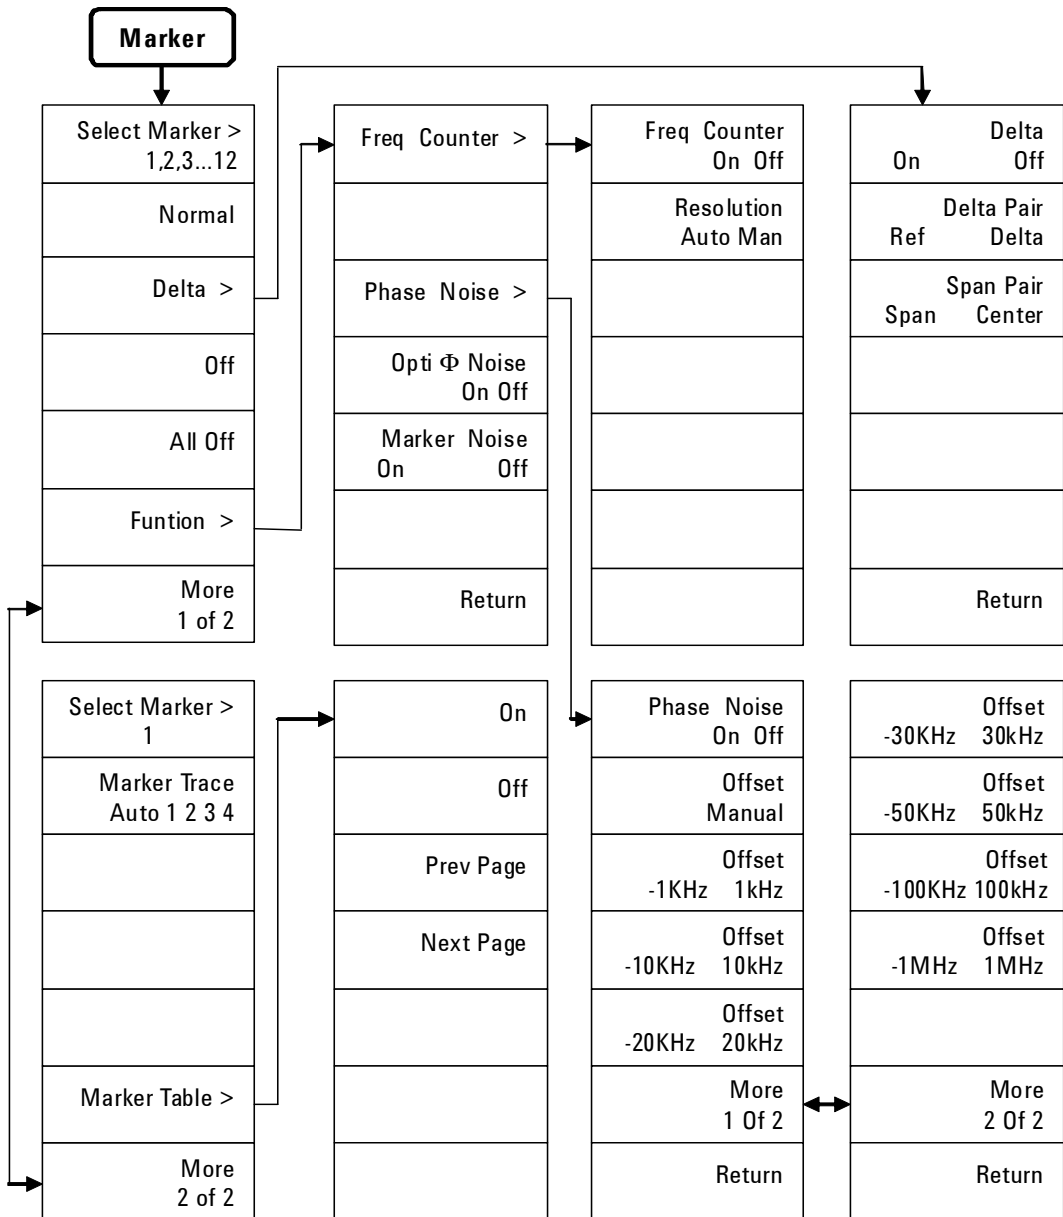 Marker
Select Marker >
1,2,3...12
Normal
Delta >
Off
All Off
Funtion >
More
1 of 2
Freq Counter >
Phase Noise >
Opti Φ Noise
On Off
Marker Noise
On Off
Return
Freq Counter
On Off
Resolution
Auto Man
Delta
On Off
Delta Pair
Ref Delta
Span Pair
Span Center
Return
Select Marker >
1
Marker Trace
Auto 1 2 3 4
Marker Table >
More
2 of 2
On
Off
Prev Page
Next Page
Phase Noise
On Off
Offset
Manual
Offset
-1KHz 1kHz
Offset
-10KHz 10kHz
Offset
-20KHz 20kHz
More
1 Of 2
Return
Offset
-30KHz 30kHz
Offset
-50KHz 50kHz
Offset
-100KHz 100kHz
Offset
-1MHz 1MHz
More
2 Of 2
Return